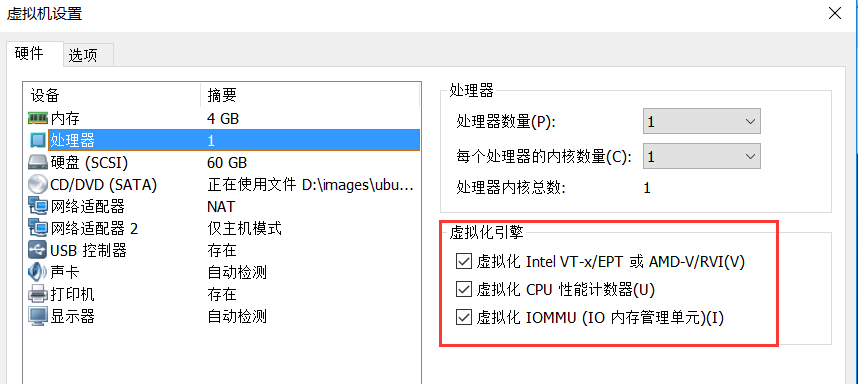 虚拟机设置
硬件 选项
设备 摘要
内存 4 GB
处理器 1
硬盘 (SCSI) 60 GB
CD/DVD (SATA) 正在使用文件 D:\images\ubu...
网络适配器 NAT
网络适配器 2 仅主机模式
USB 控制器 存在
声卡 自动检测
打印机 存在
显示器 自动检测
处理器
处理器数量(P): 1
每个处理器的内核数量(C): 1
处理器内核总数: 1
虚拟化引擎
虚拟化 Intel VT-x/EPT 或 AMD-V/RVI(V)
虚拟化 CPU 性能计数器(U)
虚拟化 IOMMU (IO 内存管理单元)(I)